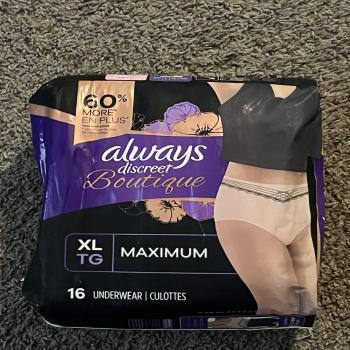 60%
MORE*
EN PLUS*
always
discreet
Boutique
XL
TG
MAXIMUM
16 UNDERWEAR | CULOTTES